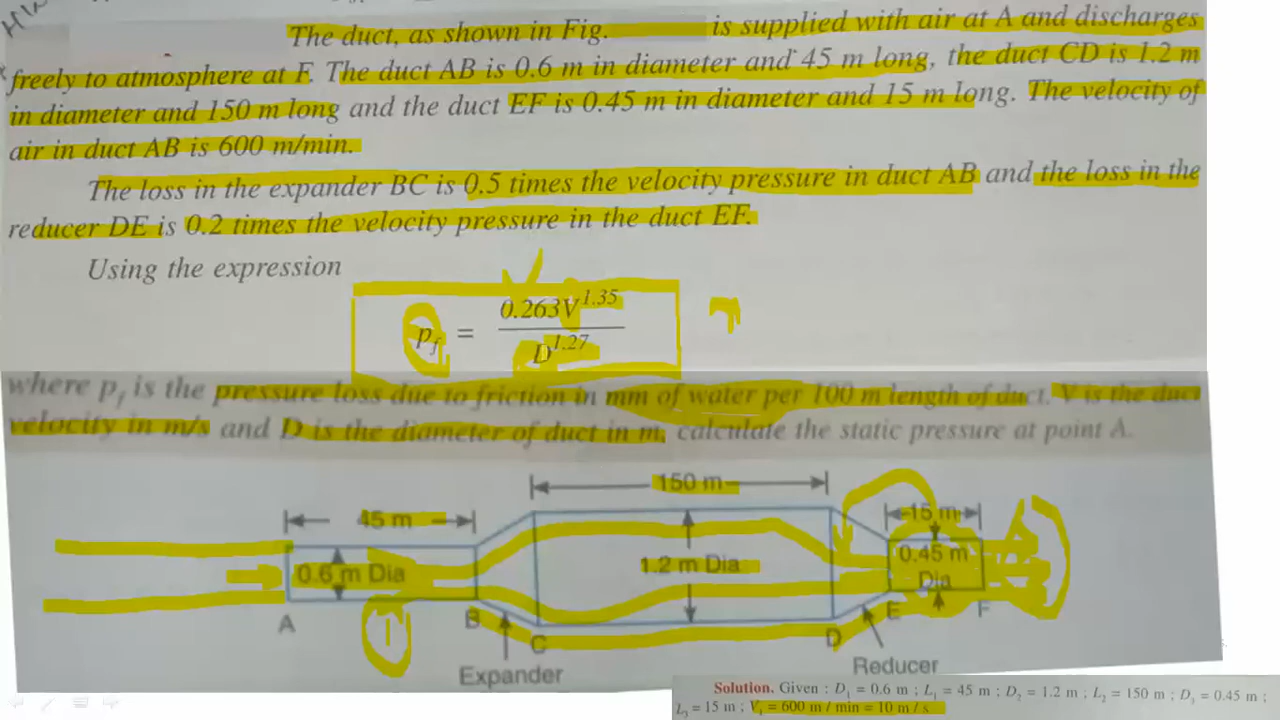 H/W
The duct, as shown in Fig. is supplied with air at A and discharges
freely to atmosphere at F. The duct AB is 0.6 m in diameter and 45 m long, the duct CD is 1.2 m
in diameter and 150 m long and the duct EF is 0.45 m in diameter and 15 m long. The velocity of
air in duct AB is 600 m/min.
The loss in the expander BC is 0.5 times the velocity pressure in duct AB and the loss in the
reducer DE is 0.2 times the velocity pressure in the duct EF.
Using the expression
p_f = 0.263V^1.35 / D^1.27
where p_f is the pressure loss due to friction in mm of water per 100 m length of duct. V is the duct
velocity in m/s and D is the diameter of duct in m, calculate the static pressure at point A.
150 m
45 m
15 m
0.6 m Dia
1.2 m Dia
0.45 m
Dia
1
A
B
C
D
E
F
Expander
Reducer
Solution. Given : D₁ = 0.6 m ; L₁ = 45 m ; D₂ = 1.2 m ; L₂ = 150 m ; D₃ = 0.45 m ;
L₃ = 15 m ; V₁ = 600 m / min = 10 m / s